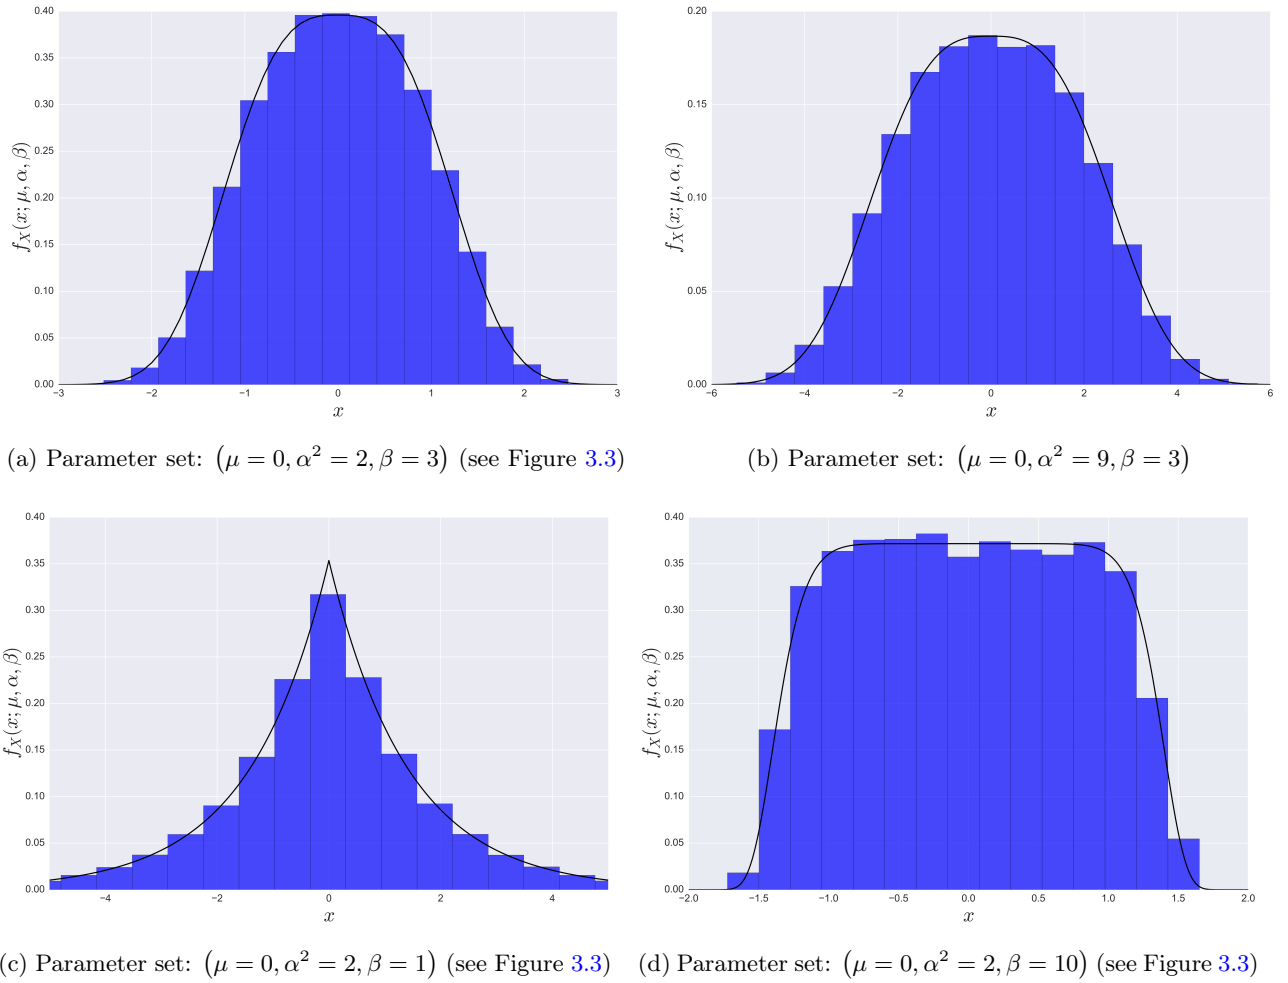 0.40
0.35
0.30
0.25
0.20
0.15
0.10
0.05
0.00
f_X(x; μ, α, β)
−3 −2 −1 0 1 2 3
x
(a) Parameter set: (μ = 0, α² = 2, β = 3) (see Figure 3.3)
0.20
0.15
0.10
0.05
0.00
f_X(x; μ, α, β)
−6 −4 −2 0 2 4 6
x
(b) Parameter set: (μ = 0, α² = 9, β = 3)
0.40
0.35
0.30
0.25
0.20
0.15
0.10
0.05
0.00
f_X(x; μ, α, β)
−4 −2 0 2 4
x
(c) Parameter set: (μ = 0, α² = 2, β = 1) (see Figure 3.3)
0.40
0.35
0.30
0.25
0.20
0.15
0.10
0.05
0.00
f_X(x; μ, α, β)
−2.0 −1.5 −1.0 −0.5 0.0 0.5 1.0 1.5 2.0
x
(d) Parameter set: (μ = 0, α² = 2, β = 10) (see Figure 3.3)